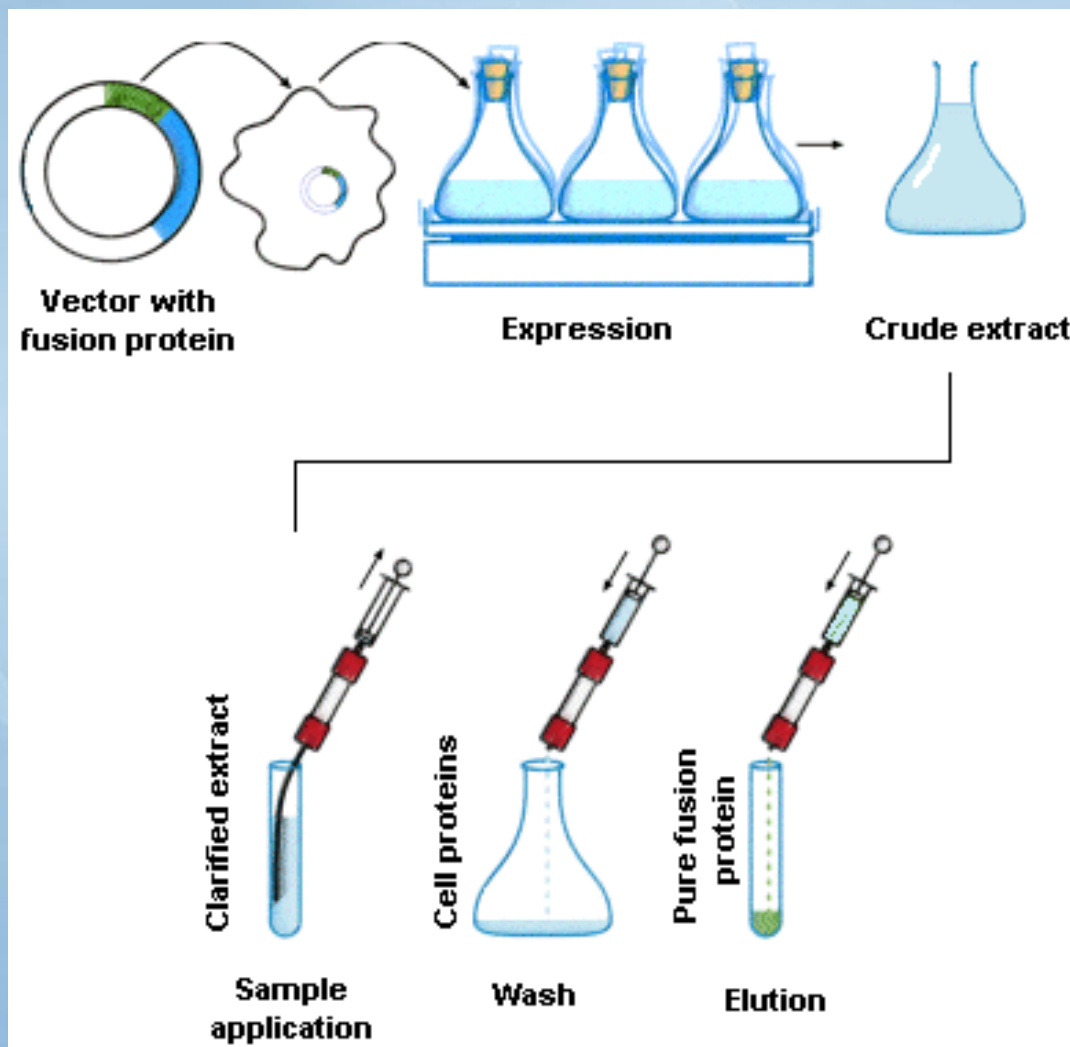 Vector with
fusion protein
Expression
Crude extract
Clarified extract
Cell proteins
Pure fusion
protein
Sample
application
Wash
Elution